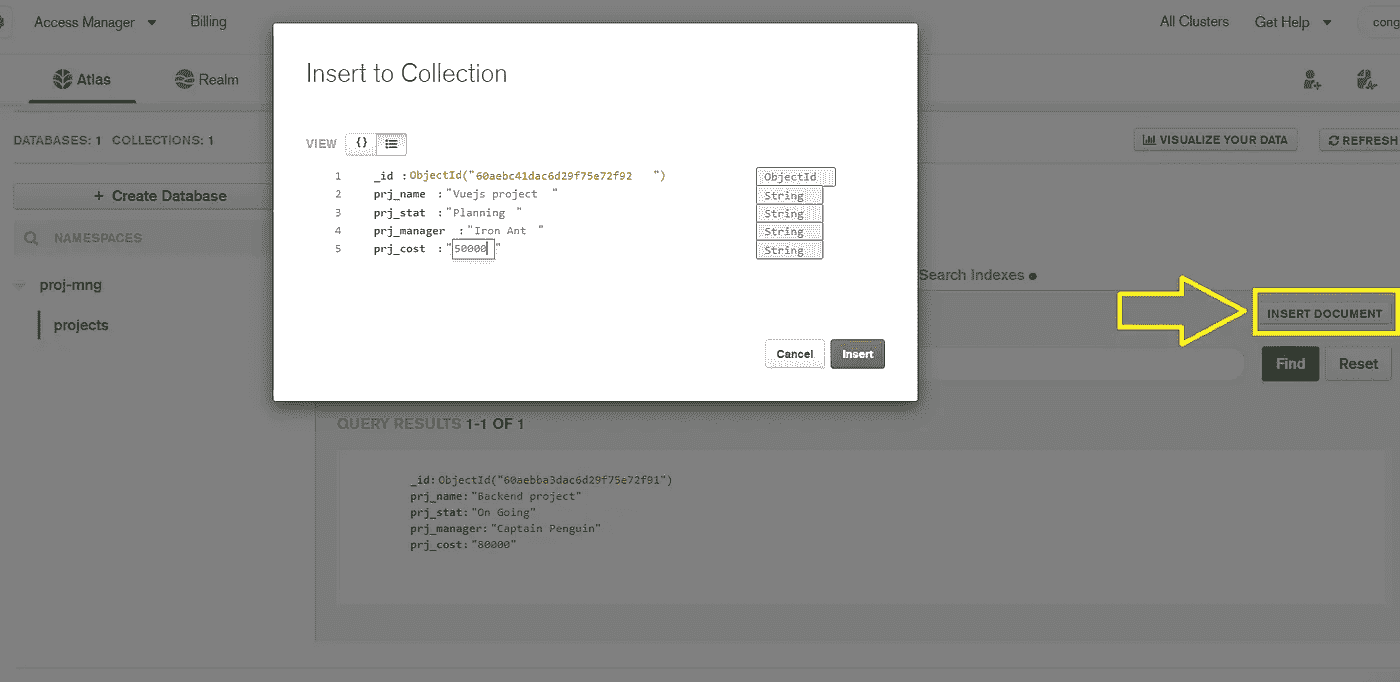 Access Manager Billing All Clusters Get Help cong
Atlas Realm
Insert to Collection
DATABASES: 1 COLLECTIONS: 1
VISUALIZE YOUR DATA REFRESH
VIEW {}
1 _id : ObjectId("60aebc41dac6d29f75e72f92 ") ObjectId
2 prj_name : "Vuejs project " String
3 prj_stat : "Planning " String
4 prj_manager : "Iron Ant " String
5 prj_cost : "50000" String
+ Create Database
NAMESPACES
proj-mng
projects
Search Indexes
INSERT DOCUMENT
Cancel Insert
Find Reset
QUERY RESULTS 1-1 OF 1
_id: ObjectId("60aebba3dac6d29f75e72f91")
prj_name: "Backend project"
prj_stat: "On Going"
prj_manager: "Captain Penguin"
prj_cost: "80000"